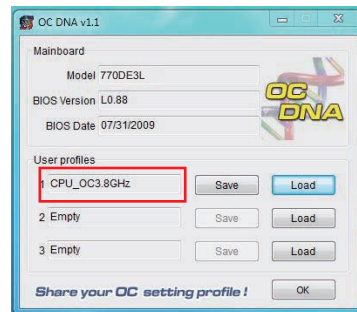 OC DNA v1.1
Mainboard
Model 770DE3L
BIOS Version L0.88
BIOS Date 07/31/2009
OC
DNA
User profiles
1 CPU_OC3.8GHz Save Load
2 Empty Save Load
3 Empty Save Load
Share your OC setting profile! OK